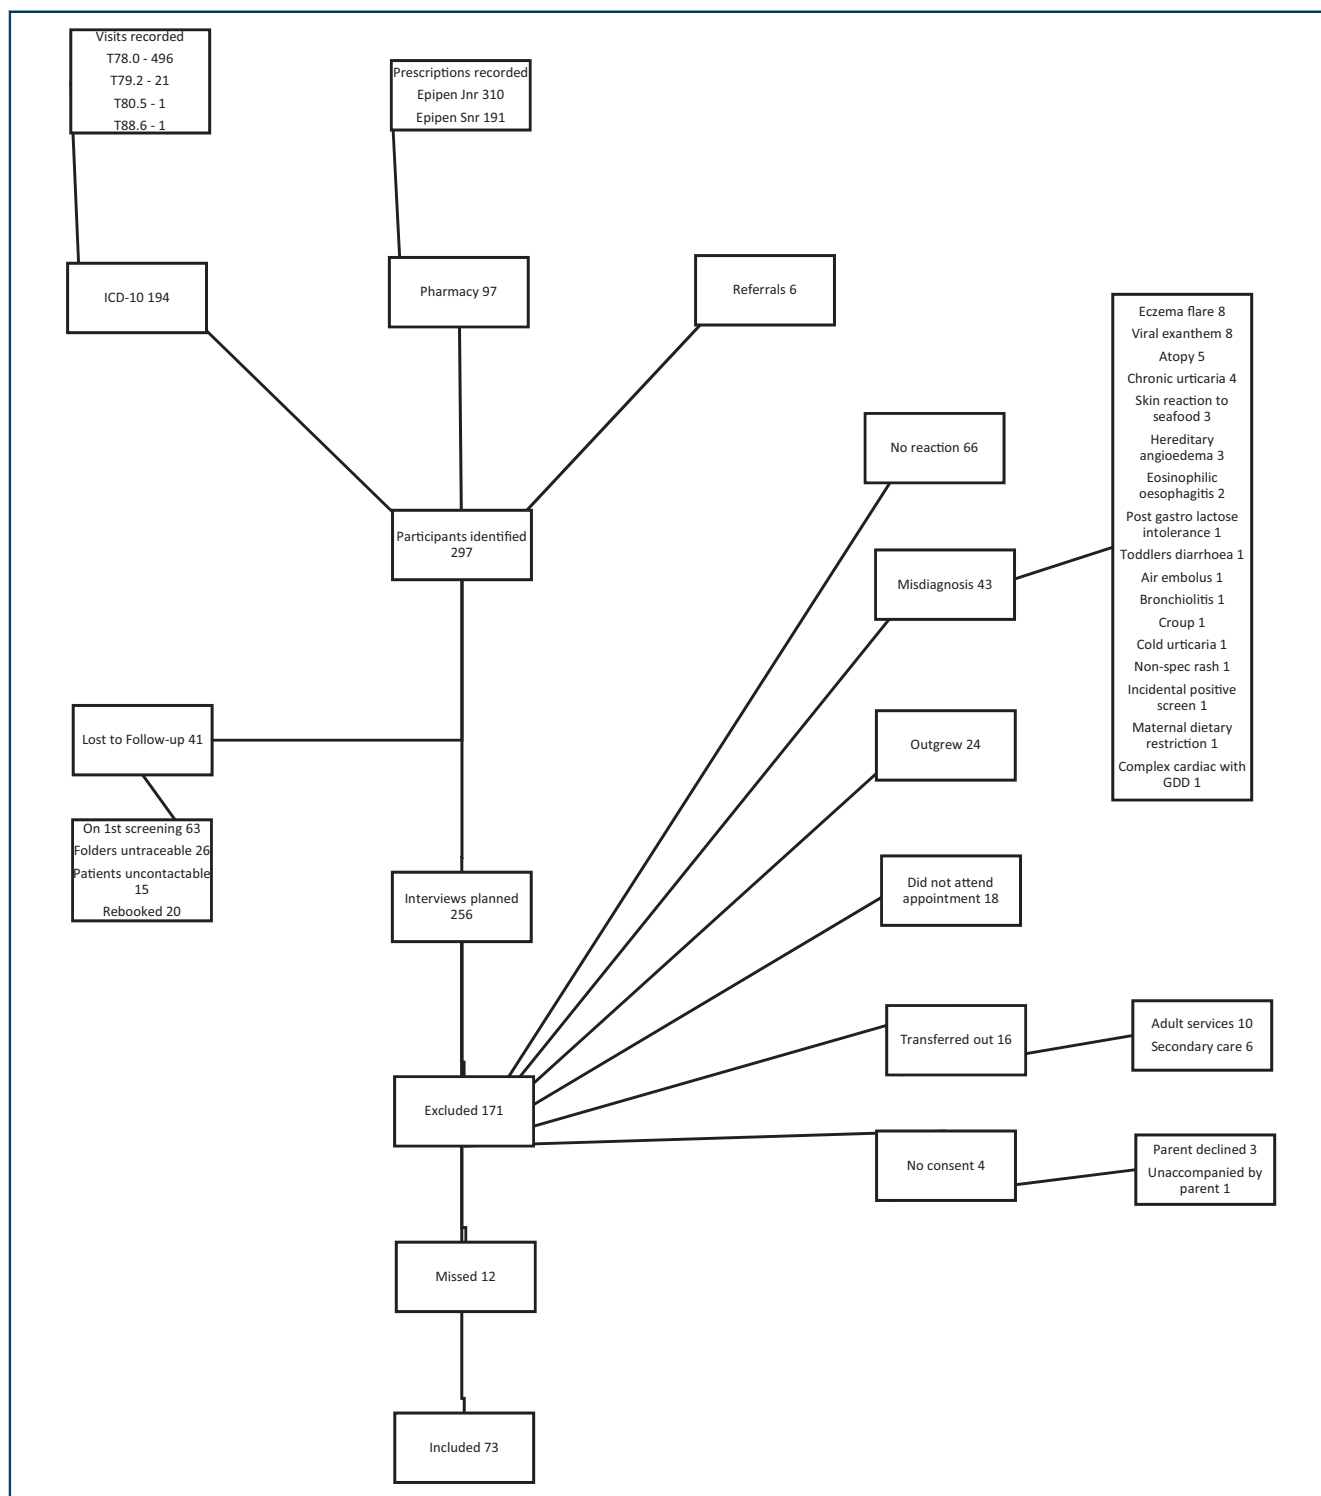 Visits recorded
T78.0 - 496
T79.2 - 21
T80.5 - 1
T88.6 - 1
Prescriptions recorded
Epipen Jnr 310
Epipen Snr 191
ICD-10 194
Pharmacy 97
Referrals 6
Participants identified
297
Lost to Follow-up 41
On 1st screening 63
Folders untraceable 26
Patients uncontactable
15
Rebooked 20
Interviews planned
256
Excluded 171
No reaction 66
Misdiagnosis 43
Eczema flare 8
Viral exanthem 8
Atopy 5
Chronic urticaria 4
Skin reaction to
seafood 3
Hereditary
angioedema 3
Eosinophilic
oesophagitis 2
Post gastro lactose
intolerance 1
Toddlers diarrhoea 1
Air embolus 1
Bronchiolitis 1
Croup 1
Cold urticaria 1
Non-spec rash 1
Incidental positive
screen 1
Maternal dietary
restriction 1
Complex cardiac with
GDD 1
Outgrew 24
Did not attend
appointment 18
Transferred out 16
Adult services 10
Secondary care 6
No consent 4
Parent declined 3
Unaccompanied by
parent 1
Missed 12
Included 73